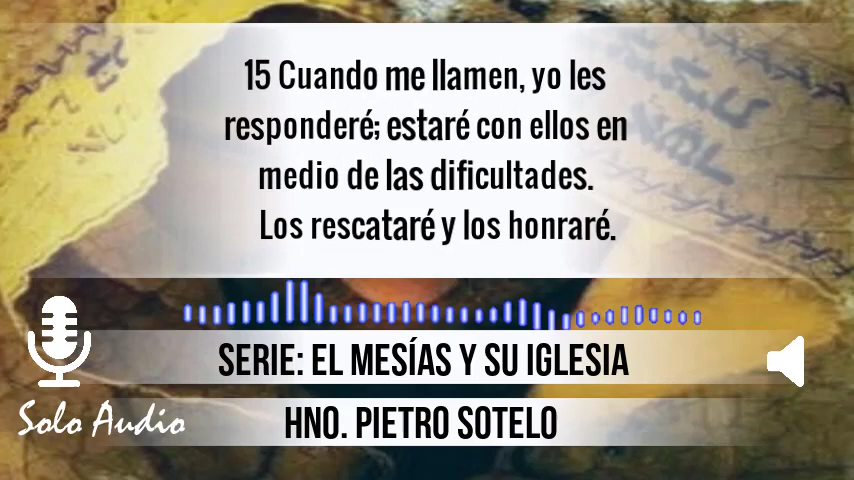 15 Cuando me llamen, yo les
responderé; estaré con ellos en
medio de las dificultades.
Los rescataré y los honraré.
SERIE: EL MESÍAS Y SU IGLESIA
Solo Audio
HNO. PIETRO SOTELO